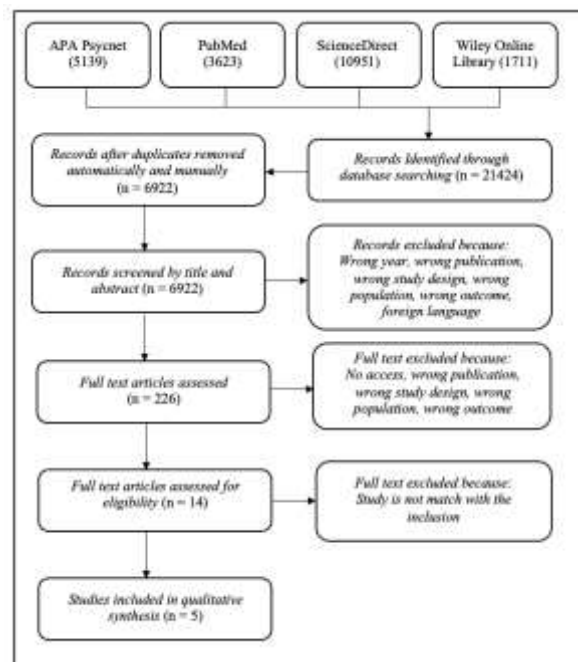 APA Psycnet
(5139)
PubMed
(3623)
ScienceDirect
(10951)
Wiley Online
Library (1711)
Records after duplicates removed
automatically and manually
(n = 6922)
Records Identified through
database searching (n = 21424)
Records screened by title and
abstract (n = 6922)
Records excluded because:
Wrong year, wrong publication,
wrong study design, wrong
population, wrong outcome,
foreign language
Full text articles assessed
(n = 226)
Full text excluded because:
No access, wrong publication,
wrong study design, wrong
population, wrong outcome
Full text articles assessed for
eligibility (n = 14)
Full text excluded because:
Study is not match with the
inclusion
Studies included in qualitative
synthesis (n = 5)